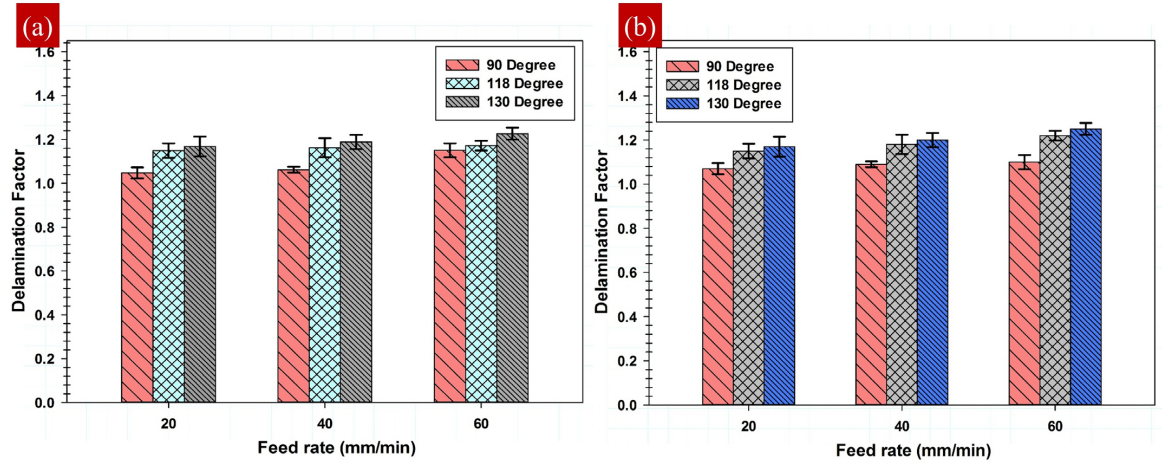 (a)
Delamination Factor
1.6
1.4
1.2
1.0
0.8
0.6
0.4
0.2
0.0
90 Degree
118 Degree
130 Degree
20 40 60
Feed rate (mm/min)
(b)
Delamination Factor
1.6
1.4
1.2
1.0
0.8
0.6
0.4
0.2
0.0
90 Degree
118 Degree
130 Degree
20 40 60
Feed rate (mm/min)